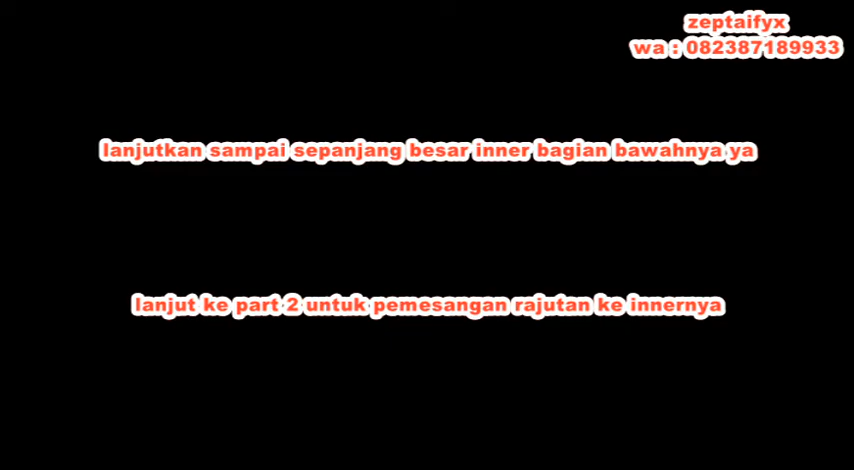 zeptaifyx
wa : 082387189933
lanjutkan sampai sepanjang besar inner bagian bawahnya ya
lanjut ke part 2 untuk pemesangan rajutan ke innernya